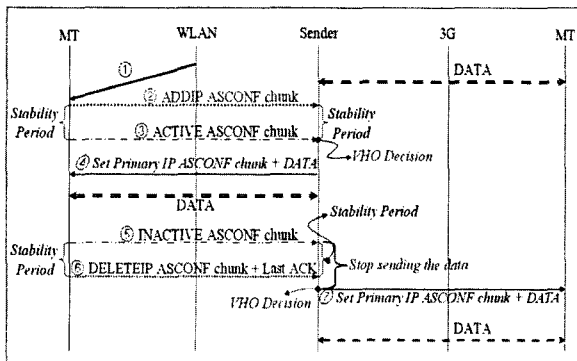 MT WLAN Sender 3G MT
①
DATA
② ADDIP ASCONF chunk
Stability Period
Stability Period
③ ACTIVE ASCONF chunk
VHO Decision
④ Set Primary IP ASCONF chunk + DATA
DATA
Stability Period
⑤ INACTIVE ASCONF chunk
Stability Period
Stop sending the data
⑥ DELETEIP ASCONF chunk + Last ACK
VHO Decision
⑦ Set Primary IP ASCONF chunk + DATA
DATA